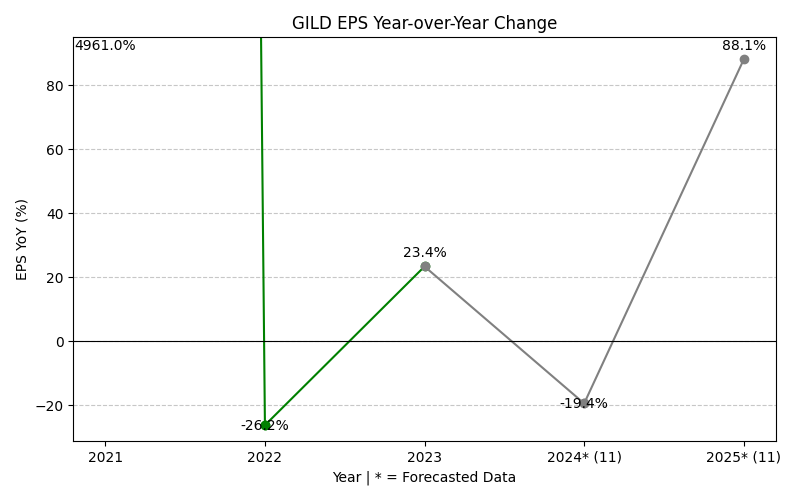 GILD EPS Year-over-Year Change
4961.0%
88.1%
23.4%
-19.4%
-26.2%
EPS YoY (%)
80
60
40
20
0
−20
2021 2022 2023 2024* (11) 2025* (11)
Year | * = Forecasted Data